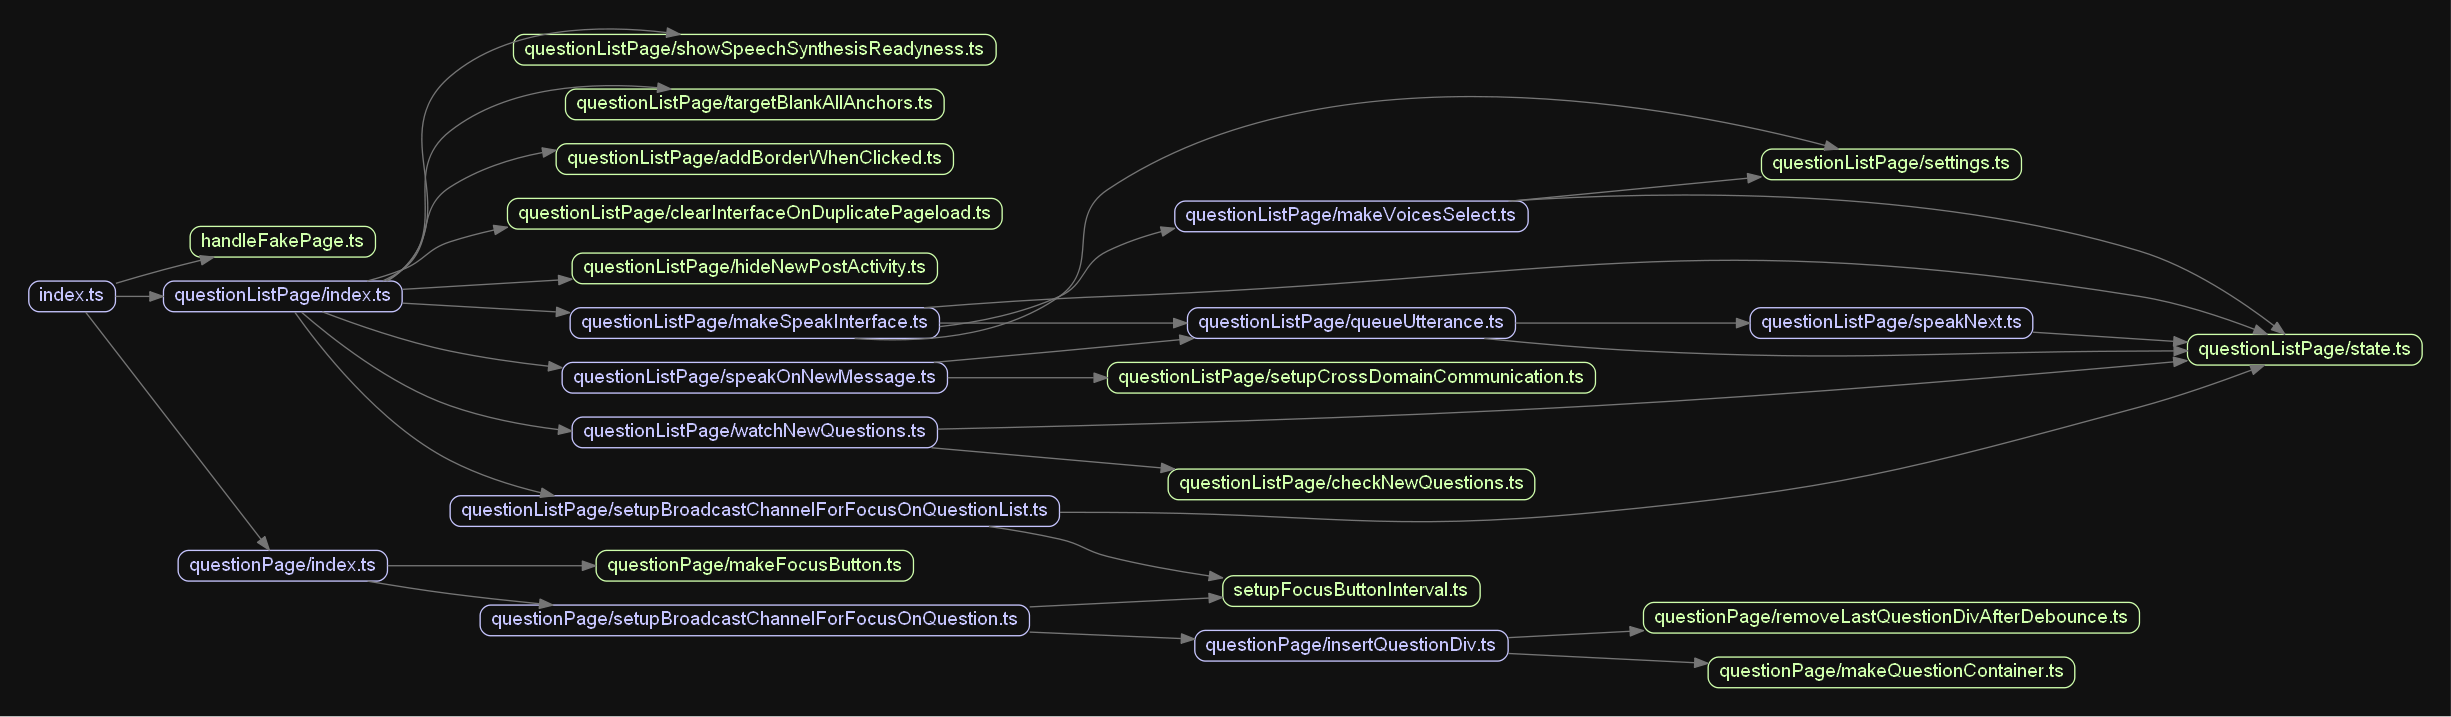 questionListPage/showSpeechSynthesisReadyness.ts
questionListPage/targetBlankAllAnchors.ts
questionListPage/addBorderWhenClicked.ts
questionListPage/settings.ts
questionListPage/clearInterfaceOnDuplicatePageload.ts
questionListPage/makeVoicesSelect.ts
handleFakePage.ts
questionListPage/hideNewPostActivity.ts
index.ts
questionListPage/index.ts
questionListPage/makeSpeakInterface.ts
questionListPage/queueUtterance.ts
questionListPage/speakNext.ts
questionListPage/state.ts
questionListPage/speakOnNewMessage.ts
questionListPage/setupCrossDomainCommunication.ts
questionListPage/watchNewQuestions.ts
questionListPage/checkNewQuestions.ts
questionListPage/setupBroadcastChannelForFocusOnQuestionList.ts
questionPage/index.ts
questionPage/makeFocusButton.ts
setupFocusButtonInterval.ts
questionPage/setupBroadcastChannelForFocusOnQuestion.ts
questionPage/removeLastQuestionDivAfterDebounce.ts
questionPage/insertQuestionDiv.ts
questionPage/makeQuestionContainer.ts